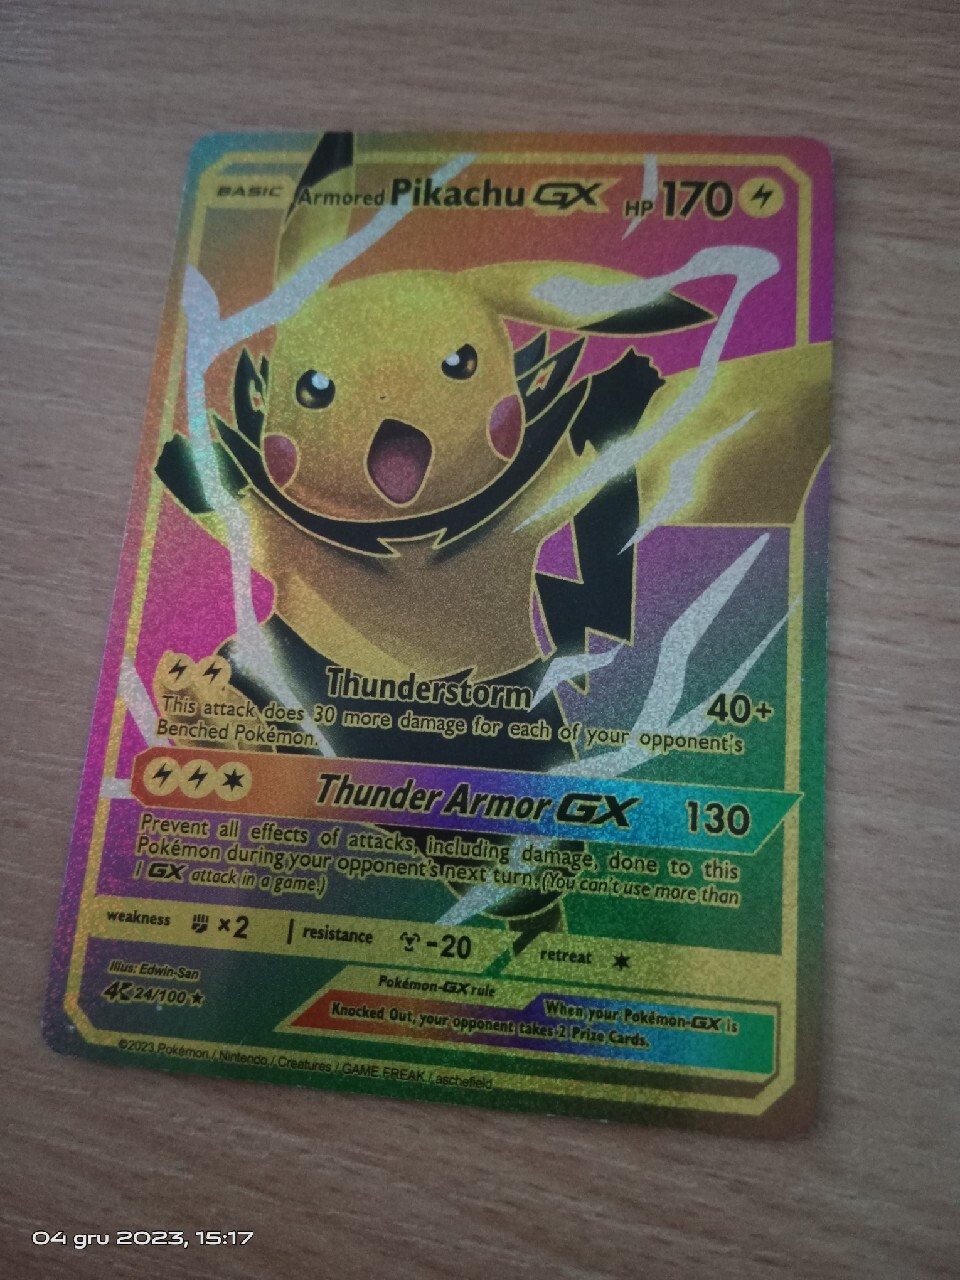 BASIC Armored Pikachu GX HP 170
Thunderstorm 40+
This attack does 30 more damage for each of your opponent's
Benched Pokémon.
Thunder Armor GX 130
Prevent all effects of attacks, including damage, done to this
Pokémon during your opponent's next turn. (You can't use more than
1 GX attack in a game.)
weakness ×2 | resistance -20 retreat
Illus: Edwin-San
24/100
Pokémon-GX rule
When your Pokémon-GX is
Knocked Out, your opponent takes 2 Prize Cards.
©2023 Pokémon / Nintendo / Creatures / GAME FREAK / aschefield
04 gru 2023, 15:17